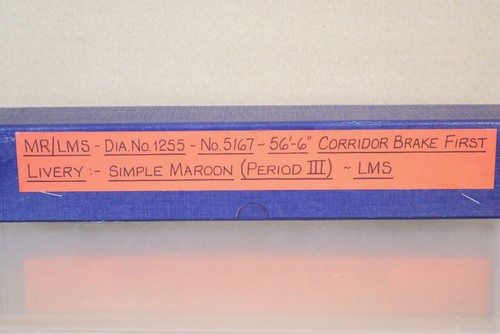 MR/LMS - DIA. NO. 1255 - NO. 5167 ~ 56'-6" CORRIDOR BRAKE FIRST
LIVERY :- SIMPLE MAROON (PERIOD III) ~ LMS